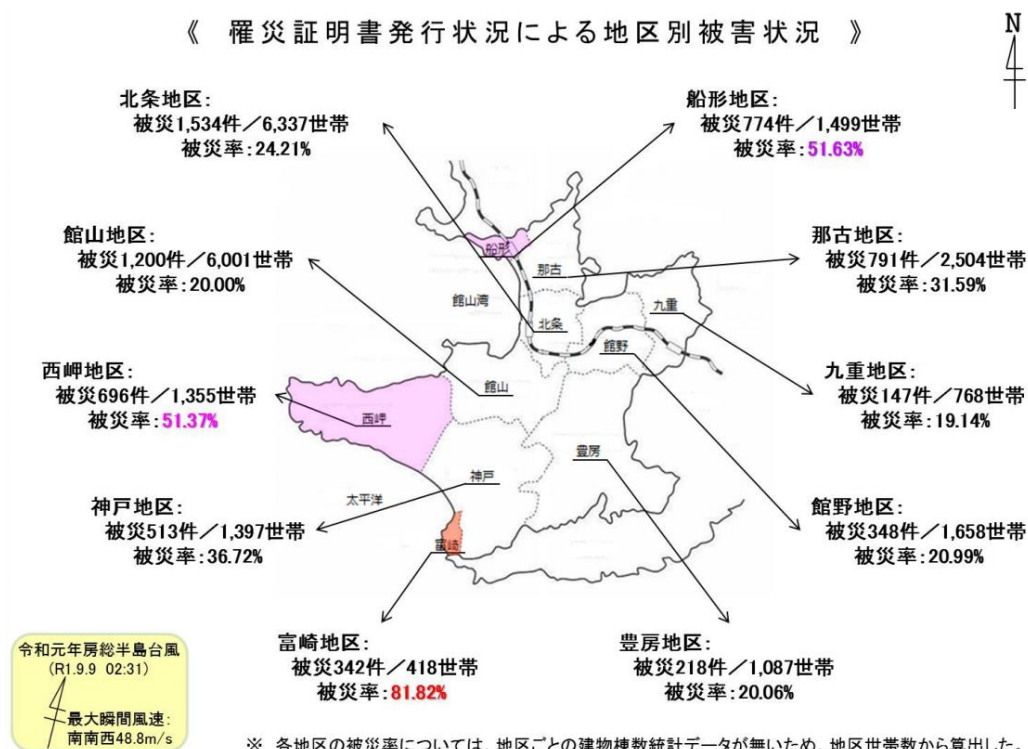 《 罹災証明書発行状況による地区別被害状況 》
N
北条地区:
被災1,534件／6,337世帯
被災率:24.21%
船形地区:
被災774件／1,499世帯
被災率:51.63%
館山地区:
被災1,200件／6,001世帯
被災率:20.00%
那古地区:
被災791件／2,504世帯
被災率:31.59%
西岬地区:
被災696件／1,355世帯
被災率:51.37%
九重地区:
被災147件／768世帯
被災率:19.14%
神戸地区:
被災513件／1,397世帯
被災率:36.72%
館野地区:
被災348件／1,658世帯
被災率:20.99%
富崎地区:
被災342件／418世帯
被災率:81.82%
豊房地区:
被災218件／1,087世帯
被災率:20.06%
船形
那古
館山湾
九重
北条
館野
館山
西岬
豊房
神戸
太平洋
富崎
令和元年房総半島台風
(R1.9.9 02:31)
最大瞬間風速:
南南西48.8m/s
※ 各地区の被災率については、地区ごとの建物棟数統計データが無いため、地区世帯数から算出した。